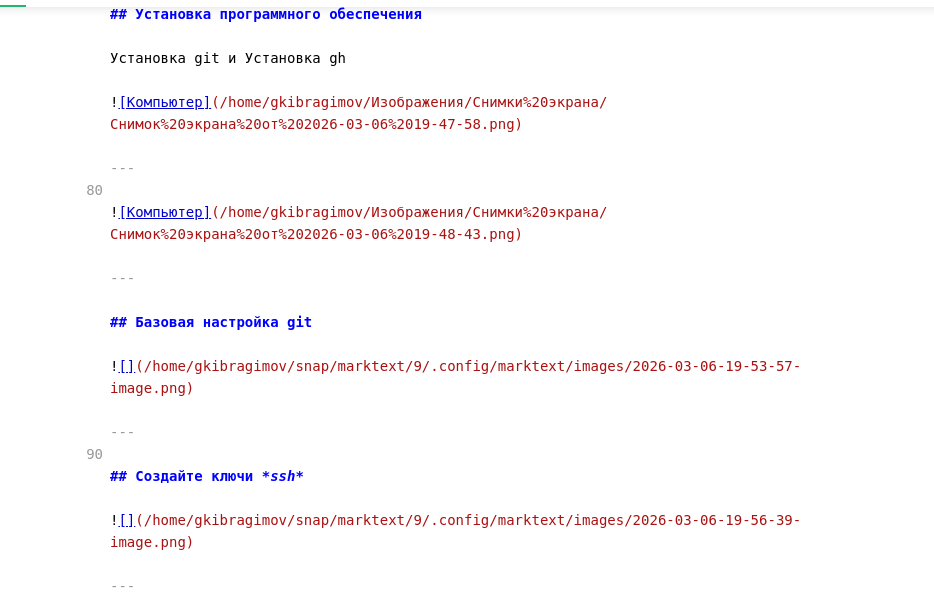 ## Установка программного обеспечения
Установка git и Установка gh
![Компьютер](/home/gkibragimov/Изображения/Снимки%20экрана/
Снимок%20экрана%20от%202026-03-06%2019-47-58.png)
---
80
![Компьютер](/home/gkibragimov/Изображения/Снимки%20экрана/
Снимок%20экрана%20от%202026-03-06%2019-48-43.png)
---
## Базовая настройка git
![](/home/gkibragimov/snap/marktext/9/.config/marktext/images/2026-03-06-19-53-57-
image.png)
---
90
## Создайте ключи *ssh*
![](/home/gkibragimov/snap/marktext/9/.config/marktext/images/2026-03-06-19-56-39-
image.png)
---